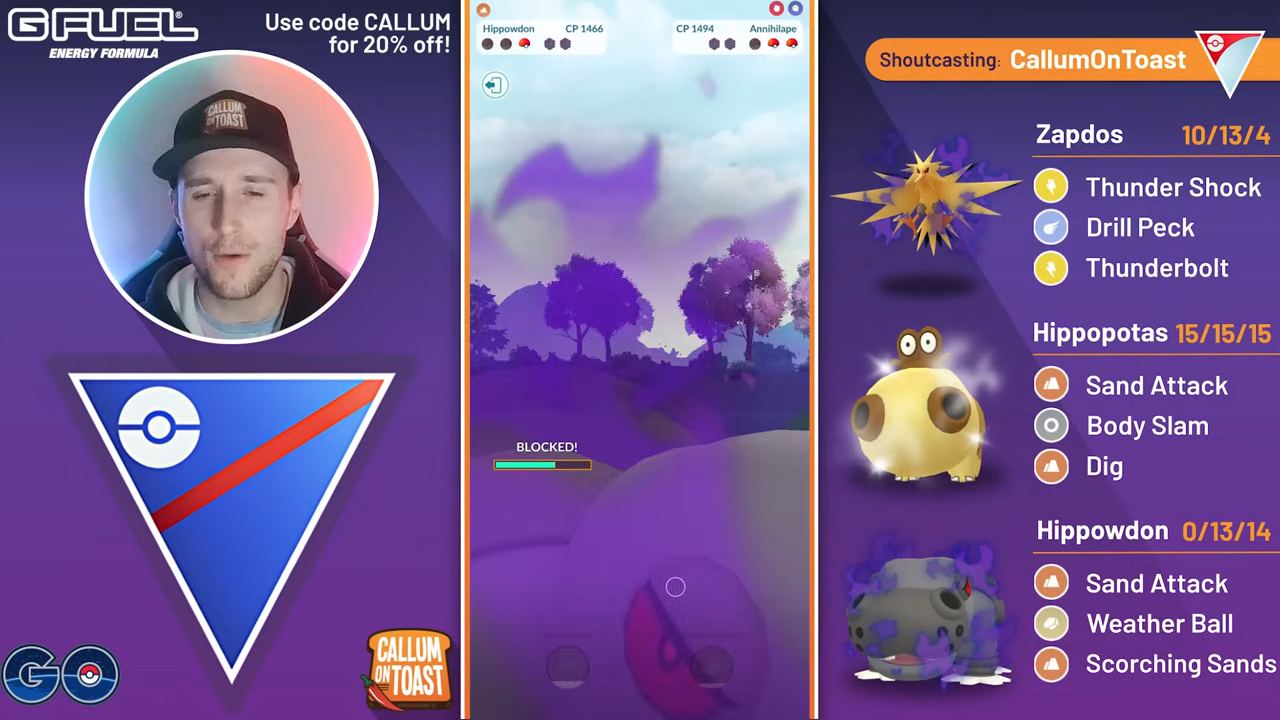 GFUEL
ENERGY FORMULA
Use code CALLUM
for 20% off!
CALLUM
ON TOAST
GO
CALLUM
ON
TOAST
Hippowdon CP 1466
CP 1494 Annihilape
BLOCKED!
Shoutcasting: CallumOnToast
Zapdos 10/13/4
Thunder Shock
Drill Peck
Thunderbolt
Hippopotas 15/15/15
Sand Attack
Body Slam
Dig
Hippowdon 0/13/14
Sand Attack
Weather Ball
Scorching Sands